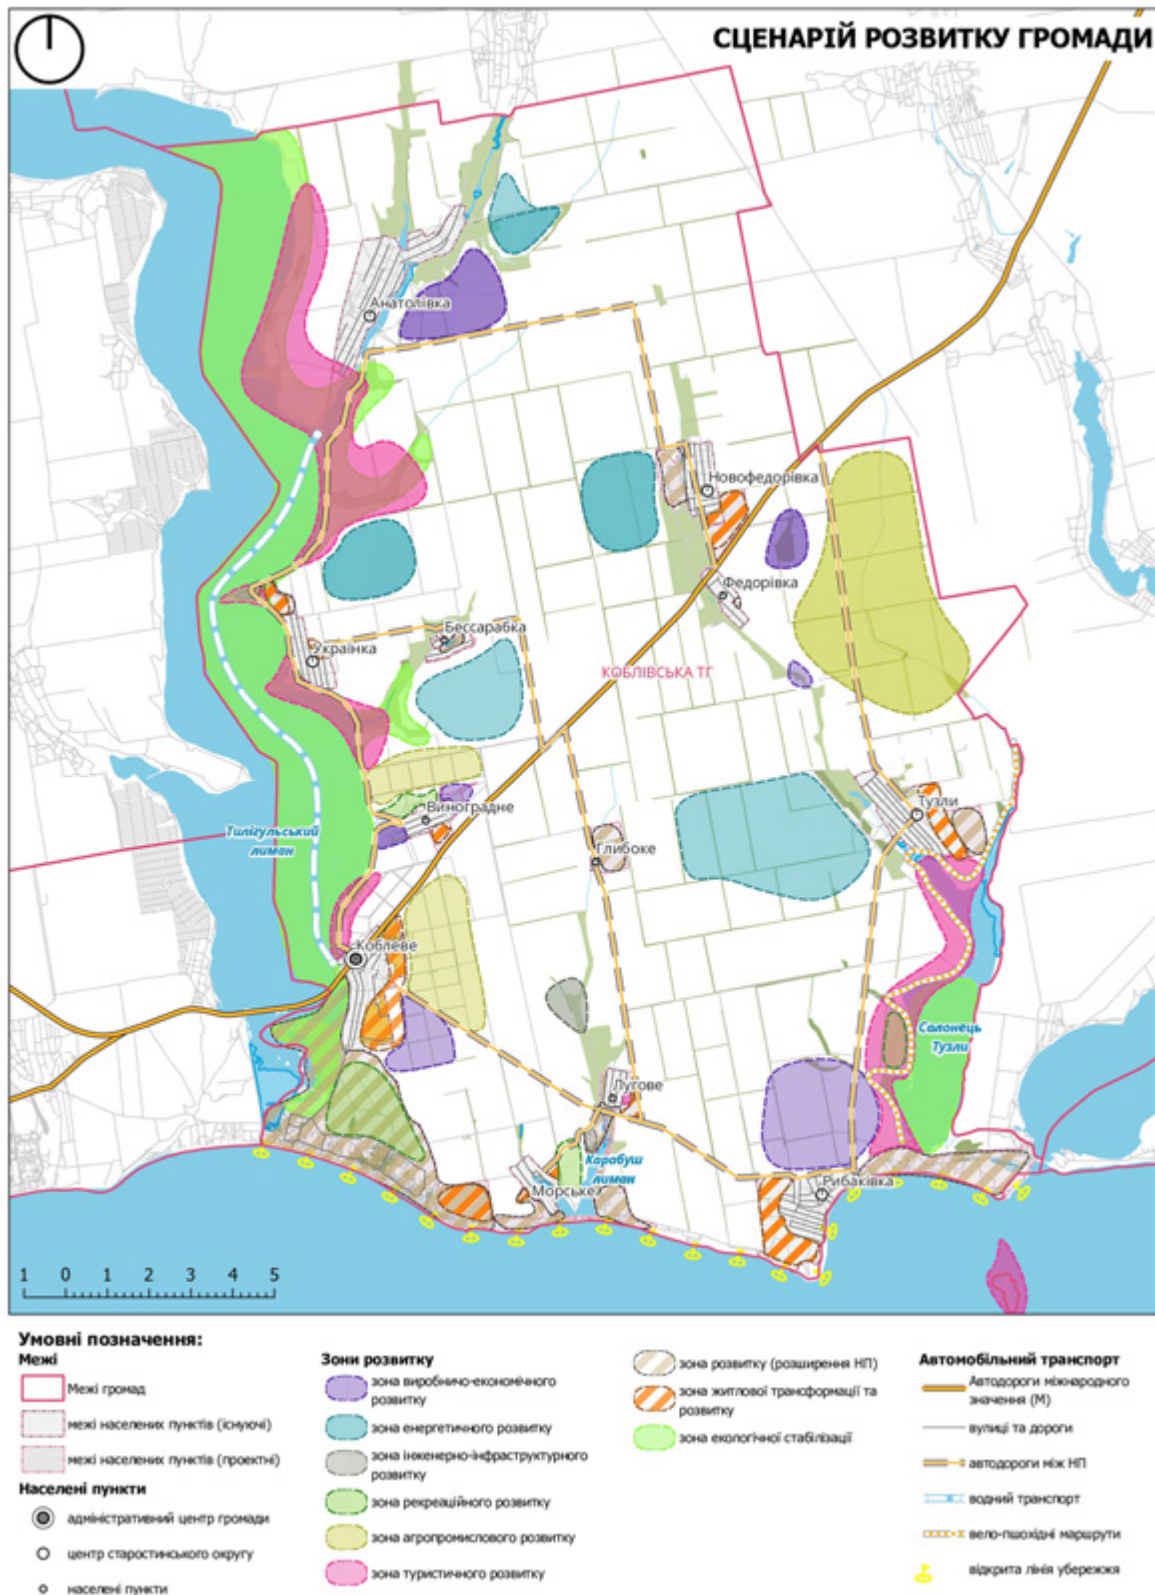 СЦЕНАРІЙ РОЗВИТКУ ГРОМАДИ
Анатолівка
Новофедорівка
Федорівка
Бессарабка
Українка
КОБЛІВСЬКА ТГ
Виноградне
Тузли
Тилігульський
лиман
Глибоке
Коблеве
Солонець
Тузли
Лугове
Карабуш
лиман
Морське
Рибаківка
1 0 1 2 3 4 5
Умовні позначення:
Межі
Межі громад
межі населених пунктів (існуючі)
межі населених пунктів (проектні)
Населені пункти
адміністративний центр громади
центр старостинського округу
населені пункти
Зони розвитку
зона виробничо-економічного
розвитку
зона енергетичного розвитку
зона інженерно-інфраструктурного
розвитку
зона рекреаційного розвитку
зона агропромислового розвитку
зона туристичного розвитку
зона розвитку (розширення НП)
зона житлової трансформації та
розвитку
зона екологічної стабілізації
Автомобільний транспорт
Автодороги міжнародного
значення (М)
вулиці та дороги
автодороги між НП
водний транспорт
вело-пшохідні маршрути
відкрита лінія убережжя